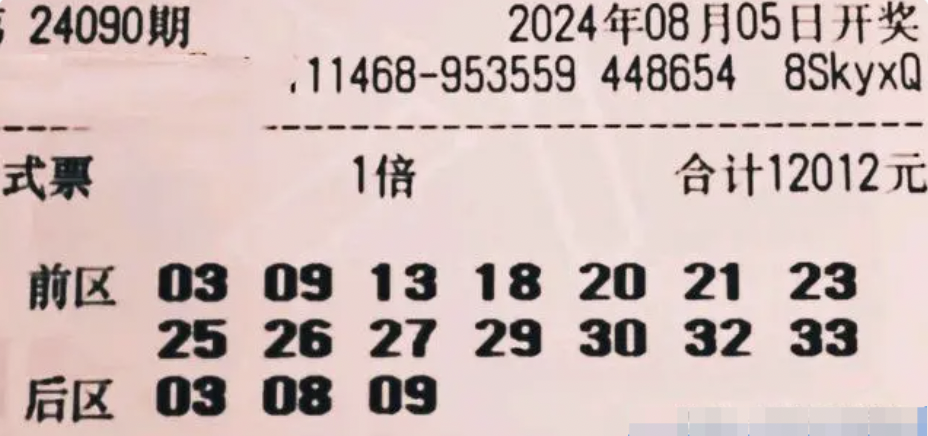 24090期 2024年08月05日开奖
11468-953559 448654 8SkyxQ
式票 1倍 合计12012元
前区 03 09 13 18 20 21 23
25 26 27 29 30 32 33
后区 03 08 09